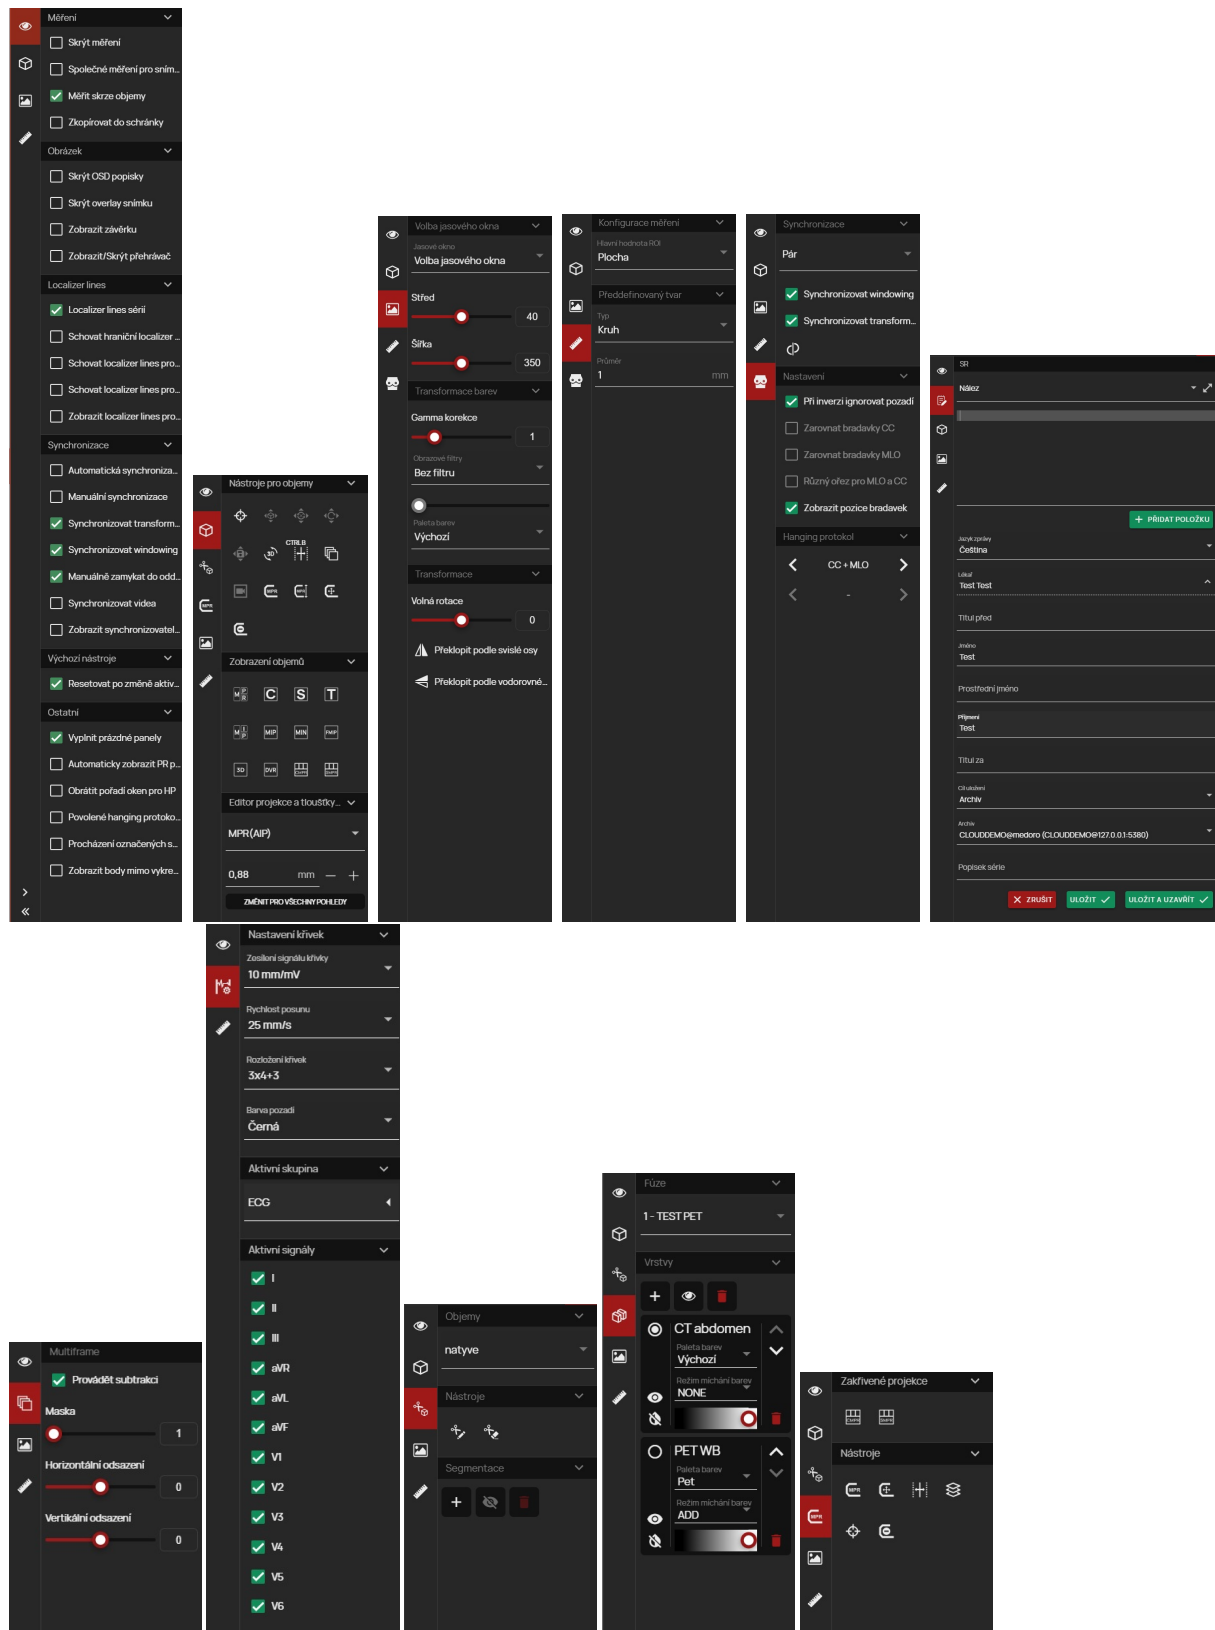 Měření
Skrýt měření
Společné měření pro sním...
Měřit skrze objemy
Zkopírovat do schránky
Obrázek
Skrýt OSD popisky
Skrýt overlay snímku
Zobrazit závěrku
Zobrazit/Skrýt přehrávač
Localizer lines
Localizer lines sérií
Schovat hraniční localizer ...
Schovat localizer lines pro...
Schovat localizer lines pro...
Zobrazit localizer lines pro...
Synchronizace
Automatická synchroniza...
Manuální synchronizace
Synchronizovat transform...
Synchronizovat windowing
Manuálně zamykat do odd...
Synchronizovat videa
Zobrazit synchronizovatel...
Výchozí nástroje
Resetovat po změně aktiv...
Ostatní
Vyplnit prázdné panely
Automaticky zobrazit PR p...
Obrátit pořadí oken pro HP
Povolené hanging protoko...
Procházení označených s...
Zobrazit body mimo vykre...
Nástroje pro objemy
3D
CTRL B
MPR
MPR
Zobrazení objemů
MPR
C
S
T
MIP
MIP
MIN
FMIP
3D
DVR
CMPR
SMPR
Editor projekce a tloušťky...
MPR(AIP)
0,88 mm
ZMĚNIT PRO VŠECHNY POHLEDY
Volba jasového okna
Jasové okno
Volba jasového okna
Střed
40
Šířka
350
Transformace barev
Gamma korekce
1
Obrazové filtry
Bez filtru
Paleta barev
Výchozí
Transformace
Volná rotace
0
Překlopit podle svislé osy
Překlopit podle vodorovné...
Konfigurace měření
Hlavní hodnota ROI
Plocha
Předdefinovaný tvar
Typ
Kruh
Průměr
1 mm
Synchronizace
Pár
Synchronizovat windowing
Synchronizovat transform...
Nastavení
Při inverzi ignorovat pozadí
Zarovnat bradavky CC
Zarovnat bradavky MLO
Různý ořez pro MLO a CC
Zobrazit pozice bradavek
Hanging protokol
CC + MLO
-
SR
Nález
PŘIDAT POLOŽKU
Jazyk zprávy
Čeština
Lékař
Test Test
Titul před
Jméno
Test
Prostřední jméno
Příjmení
Test
Titul za
Cíl uložení
Archiv
Archiv
CLOUDDEMO@medoro (CLOUDDEMO@127.0.0.1:5380)
Popisek série
ZRUŠIT
ULOŽIT
ULOŽIT A UZAVŘÍT
Multiframe
Provádět subtrakci
Maska
1
Horizontální odsazení
0
Vertikální odsazení
0
Nastavení křivek
Zesílení signálu křivky
10 mm/mV
Rychlost posunu
25 mm/s
Rozložení křivek
3x4+3
Barva pozadí
Černá
Aktivní skupina
ECG
Aktivní signály
I
II
III
aVR
aVL
aVF
V1
V2
V3
V4
V5
V6
Objemy
natyve
Nástroje
Segmentace
Fúze
1 - TEST PET
Vrstvy
CT abdomen
Paleta barev
Výchozí
Režim míchání barev
NONE
PET WB
Paleta barev
Pet
Režim míchání barev
ADD
Zakřivené projekce
CMPR
SMPR
Nástroje
MPR
MPR